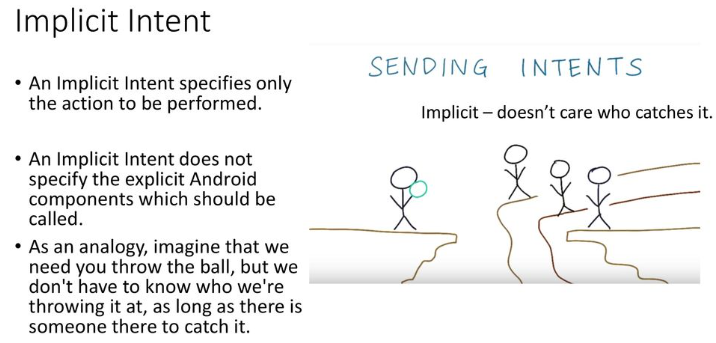 Implicit Intent
• An Implicit Intent specifies only
the action to be performed.
• An Implicit Intent does not
specify the explicit Android
components which should be
called.
• As an analogy, imagine that we
need you throw the ball, but we
don't have to know who we're
throwing it at, as long as there is
someone there to catch it.
SENDING INTENTS
Implicit – doesn't care who catches it.